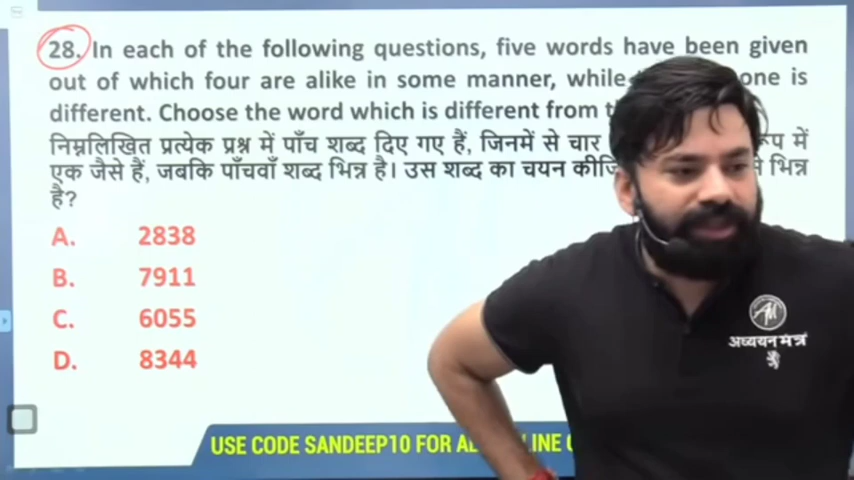 28. In each of the following questions, five words have been given
out of which four are alike in some manner, while one is
different. Choose the word which is different from
निम्नलिखित प्रत्येक प्रश्न में पाँच शब्द दिए गए हैं, जिनमें से चार रूप में
एक जैसे हैं, जबकि पाँचवाँ शब्द भिन्न है। उस शब्द का चयन भिन्न
है?
A. 2838
B. 7911
C. 6055
D. 8344
अध्ययन मंत्र
USE CODE SANDEEP10 FOR